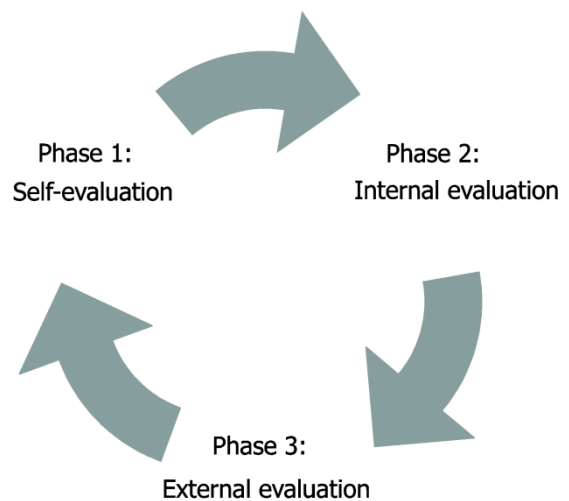 Phase 1:
Self-evaluation
Phase 2:
Internal evaluation
Phase 3:
External evaluation